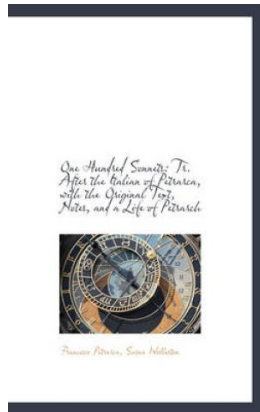 One Hundred Sonnets: Tr.
After the Italian of Petrarca,
with the Original Text,
Notes, and a Life of Petrarch
Francesco Petrarca, Susan Wollaston